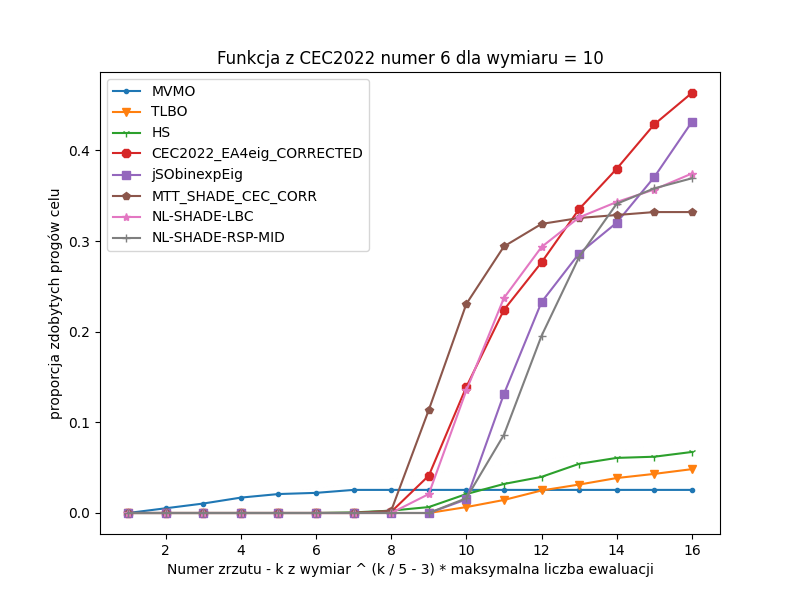 Funkcja z CEC2022 numer 6 dla wymiaru = 10
MVMO
TLBO
HS
CEC2022_EA4eig_CORRECTED
jSObinexpEig
MTT_SHADE_CEC_CORR
NL-SHADE-LBC
NL-SHADE-RSP-MID
proporcja zdobytych progów celu
0.4
0.3
0.2
0.1
0.0
2 4 6 8 10 12 14 16
Numer zrzutu - k z wymiar ^ (k / 5 - 3) * maksymalna liczba ewaluacji